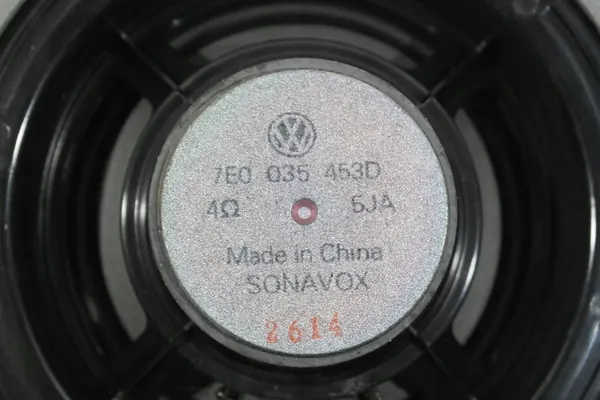 7E0 035 453D
4Ω 5JA
Made in China
SONAVOX
2614